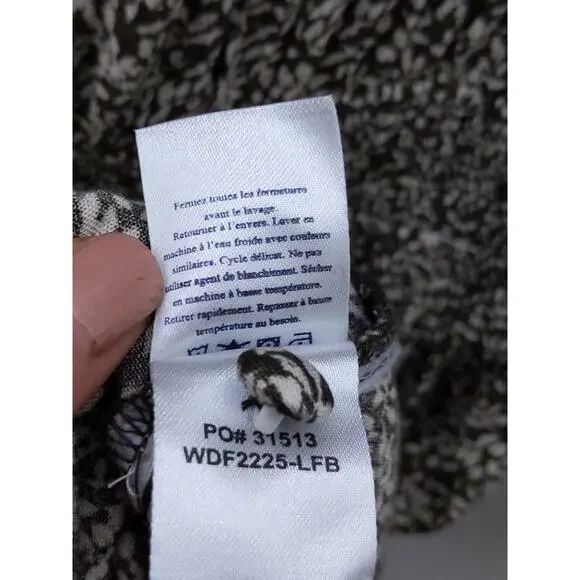 Fermez toutes les fermetures
avant le lavage.
Retourner à l'envers. Laver en
machine à l'eau froide avec couleurs
similaires. Cycle délicat. Ne pas
utiliser agent de blanchiment. Sécher
en machine à basse température.
Retirer rapidement. Repasser à basse
température au besoin.
PO# 31513
WDF2225-LFB